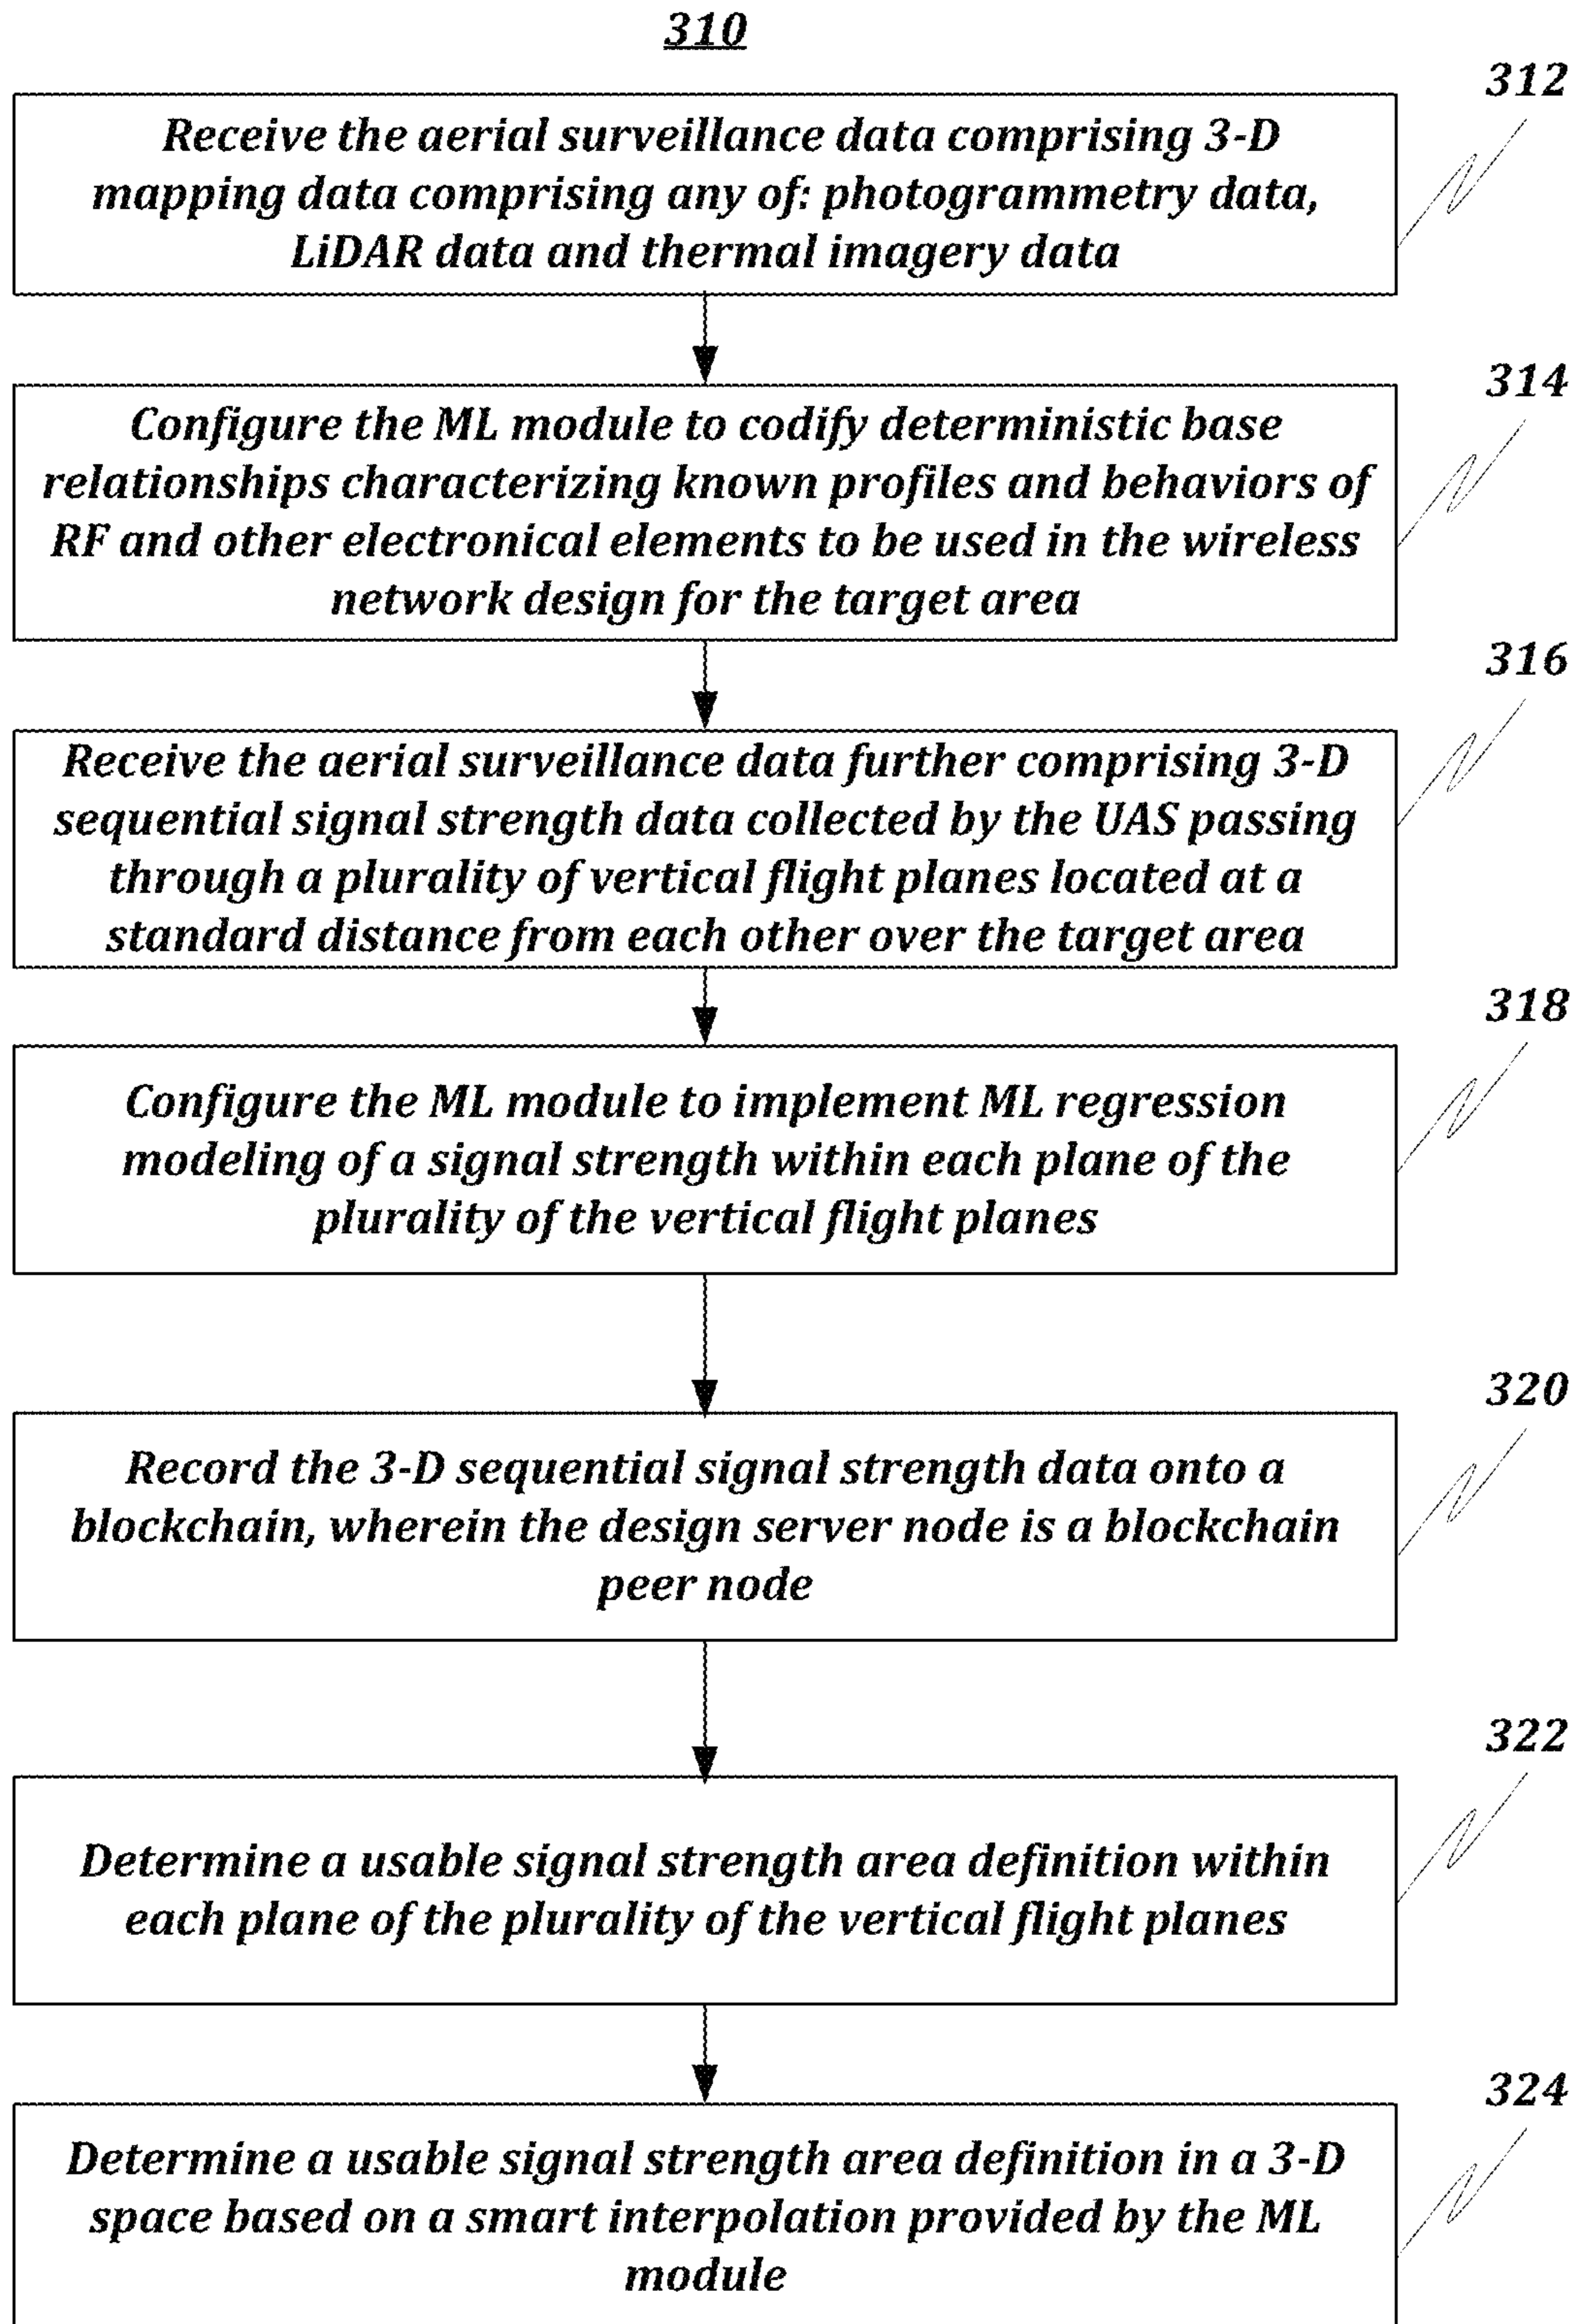 310
312
Receive the aerial surveillance data comprising 3-D
mapping data comprising any of: photogrammetry data,
LiDAR data and thermal imagery data
314
Configure the ML module to codify deterministic base
relationships characterizing known profiles and behaviors of
RF and other electronical elements to be used in the wireless
network design for the target area
316
Receive the aerial surveillance data further comprising 3-D
sequential signal strength data collected by the UAS passing
through a plurality of vertical flight planes located at a
standard distance from each other over the target area
318
Configure the ML module to implement ML regression
modeling of a signal strength within each plane of the
plurality of the vertical flight planes
320
Record the 3-D sequential signal strength data onto a
blockchain, wherein the design server node is a blockchain
peer node
322
Determine a usable signal strength area definition within
each plane of the plurality of the vertical flight planes
324
Determine a usable signal strength area definition in a 3-D
space based on a smart interpolation provided by the ML
module